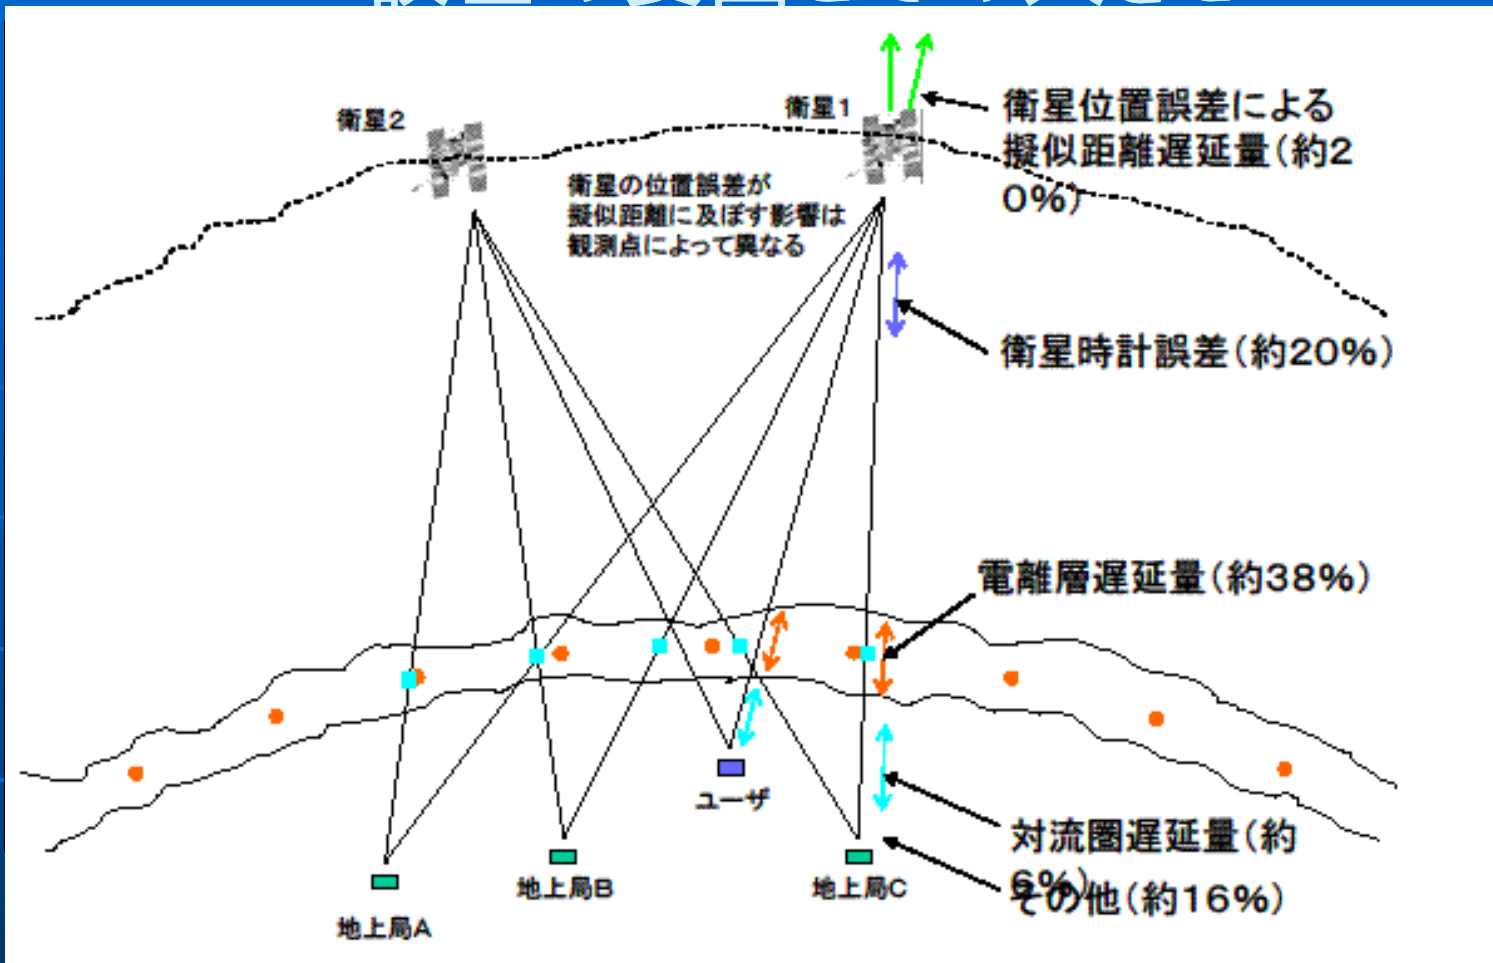 衛星2
衛星1
衛星位置誤差による
擬似距離遅延量(約2
0%)
衛星の位置誤差が
擬似距離に及ぼす影響は
観測点によって異なる
衛星時計誤差(約20%)
電離層遅延量(約38%)
ユーザ
対流圏遅延量(約
6%)
その他(約16%)
地上局A
地上局B
地上局C